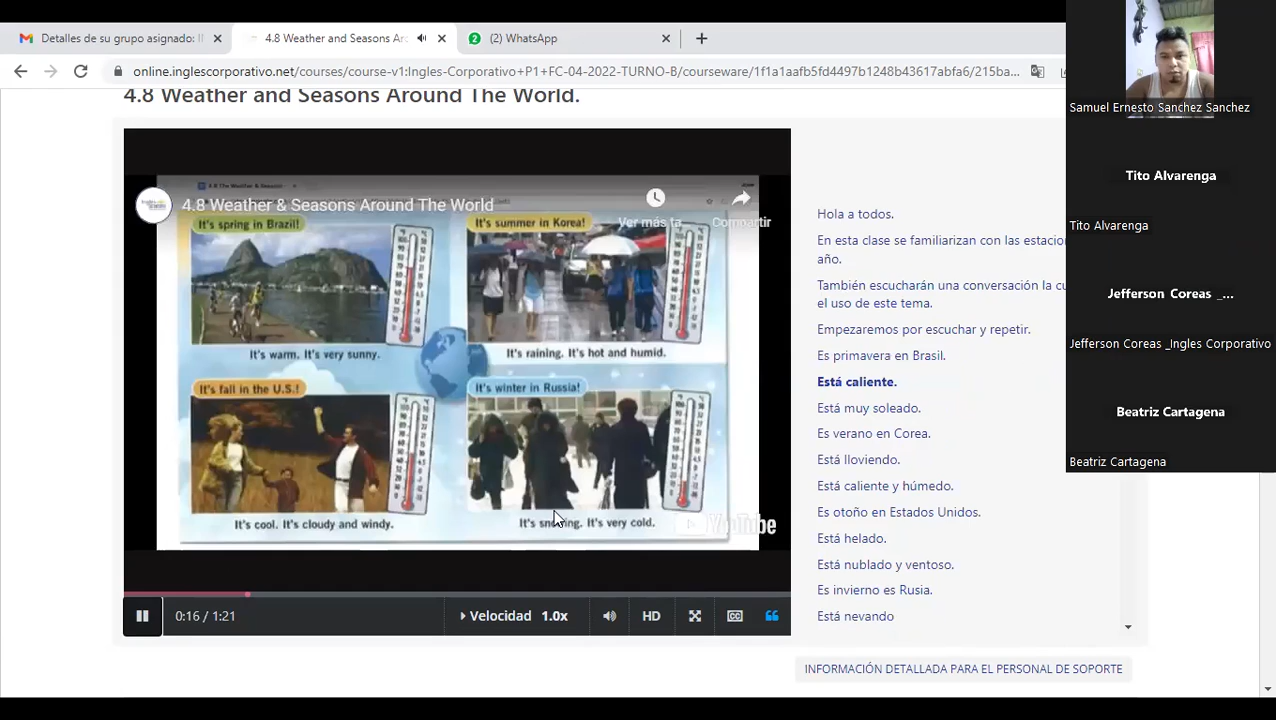 Detalles de su grupo asignado: I
4.8 Weather and Seasons Ar
(2) WhatsApp
online.inglescorporativo.net/courses/course-v1:Ingles-Corporativo+P1+FC-04-2022-TURNO-B/courseware/1f1a1aafb5fd4497b1248b43617abfa6/215ba...
4.8 Weather and Seasons Around The World.
4.8 Weather & Seasons Around The World
Ver más ta
Compartir
It's spring in Brazil!
It's summer in Korea!
It's warm. It's very sunny.
It's raining. It's hot and humid.
It's fall in the U.S.!
It's winter in Russia!
It's cool. It's cloudy and windy.
It's snowing. It's very cold.
YouTube
0:16 / 1:21
Velocidad 1.0x
HD
CC
Hola a todos.
En esta clase se familiarizan con las estacio
año.
También escucharán una conversación la cu
el uso de este tema.
Empezaremos por escuchar y repetir.
Es primavera en Brasil.
Está caliente.
Está muy soleado.
Es verano en Corea.
Está lloviendo.
Está caliente y húmedo.
Es otoño en Estados Unidos.
Está helado.
Está nublado y ventoso.
Es invierno es Rusia.
Está nevando
INFORMACIÓN DETALLADA PARA EL PERSONAL DE SOPORTE
Samuel Ernesto Sanchez Sanchez
Tito Alvarenga
Tito Alvarenga
Jefferson Coreas _...
Jefferson Coreas _Ingles Corporativo
Beatriz Cartagena
Beatriz Cartagena